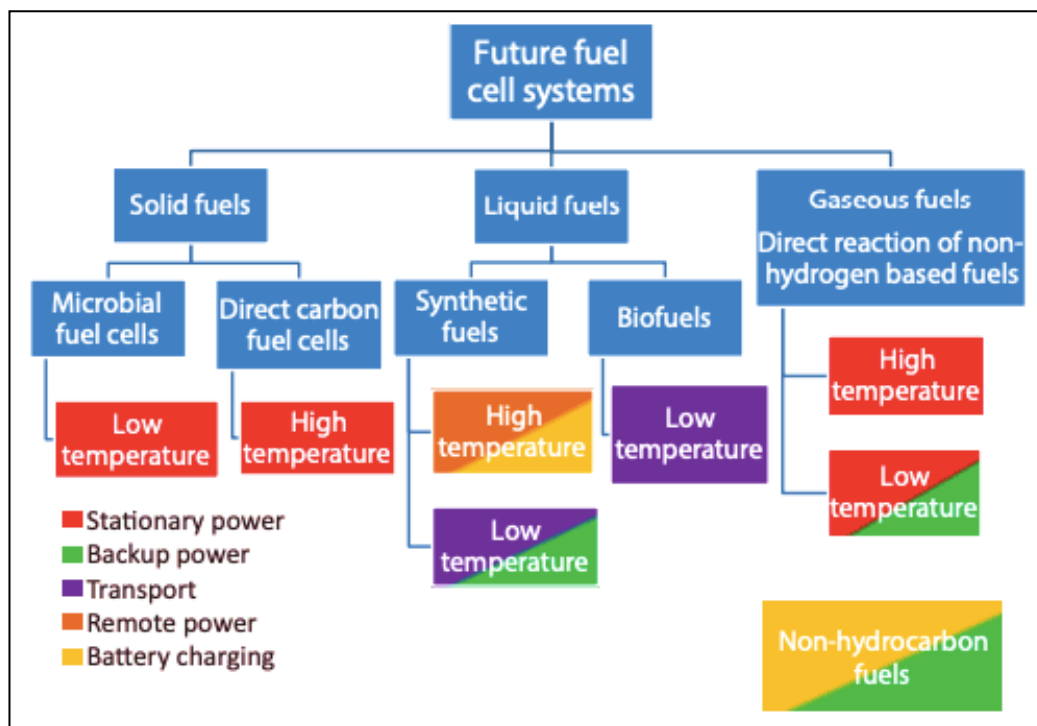 Future fuel
cell systems
Solid fuels
Liquid fuels
Gaseous fuels
Direct reaction of non-
hydrogen based fuels
Microbial
fuel cells
Direct carbon
fuel cells
Synthetic
fuels
Biofuels
High
temperature
Low
temperature
High
temperature
High
temperature
Low
temperature
Low
temperature
Low
temperature
Stationary power
Backup power
Transport
Remote power
Battery charging
Non-hydrocarbon
fuels